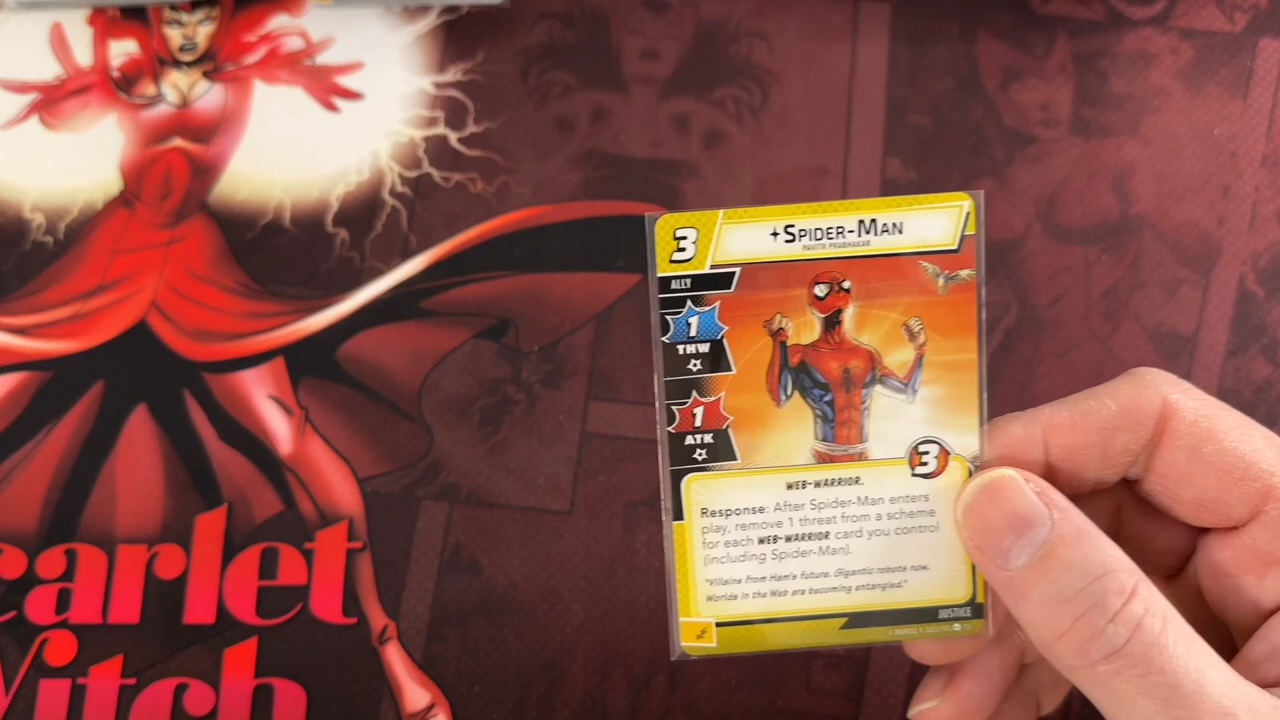 3
SPIDER-MAN
PAVITR PRABHAKAR
ALLY
1
THW
1
ATK
3
WEB-WARRIOR.
Response: After Spider-Man enters
play, remove 1 threat from a scheme
for each WEB-WARRIOR card you control
(including Spider-Man).
"Villains from Ham's future. Gigantic robots now.
Worlds in the Web are becoming entangled."
JUSTICE
carlet
Witch